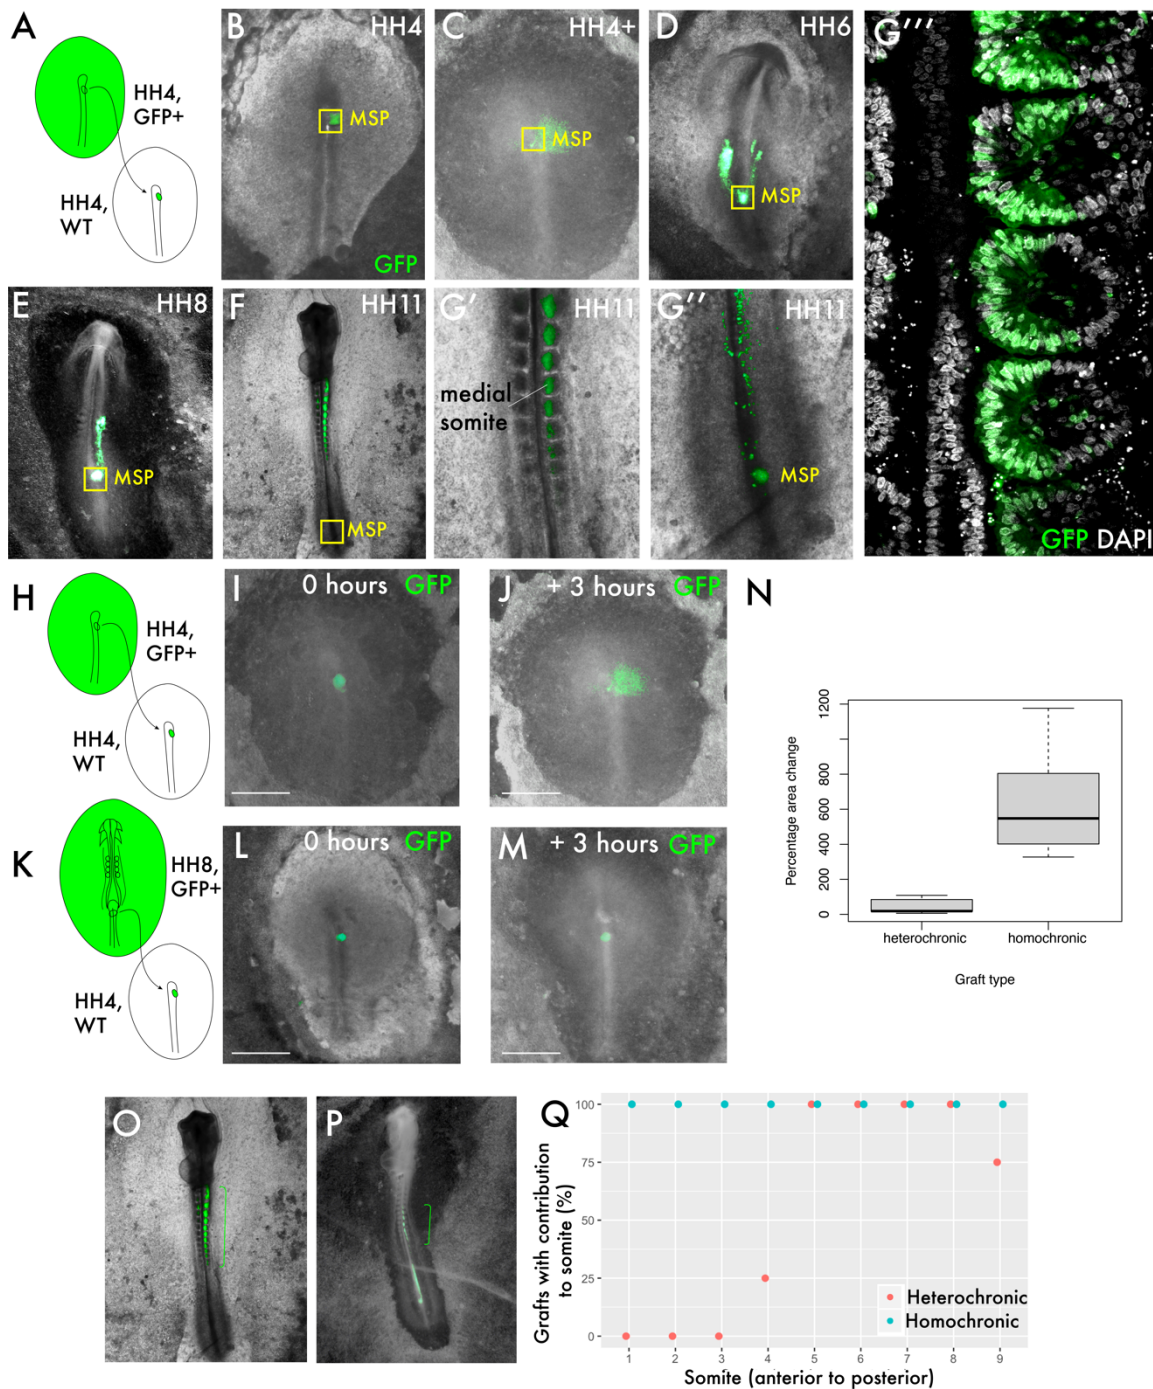 A
HH4,
GFP+
HH4,
WT
B
HH4
MSP
GFP
C
HH4+
MSP
D
HH6
MSP
G'''
GFP DAPI
E
HH8
MSP
F
HH11
MSP
G'
HH11
medial
somite
G''
HH11
MSP
H
HH4,
GFP+
HH4,
WT
I
0 hours GFP
J
+ 3 hours GFP
K
HH8,
GFP+
HH4,
WT
L
0 hours GFP
M
+ 3 hours GFP
N
Percentage area change
1200
800
600
400
200
0
heterochronic
homochronic
Graft type
O
P
Q
Grafts with contribution
to somite (%)
100
75
50
25
0
1 2 3 4 5 6 7 8 9
Somite (anterior to posterior)
Heterochronic
Homochronic